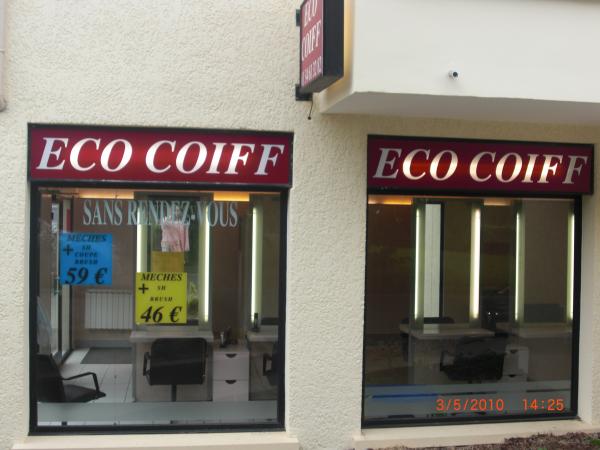 ECO
COIFF
ECO COIFF
ECO COIFF
SANS RENDEZ-VOUS
MECHES
+ SH
COUPE
BRUSH
59 €
MECHES
+ SH
BRUSH
46 €
3/5/2010 14:25